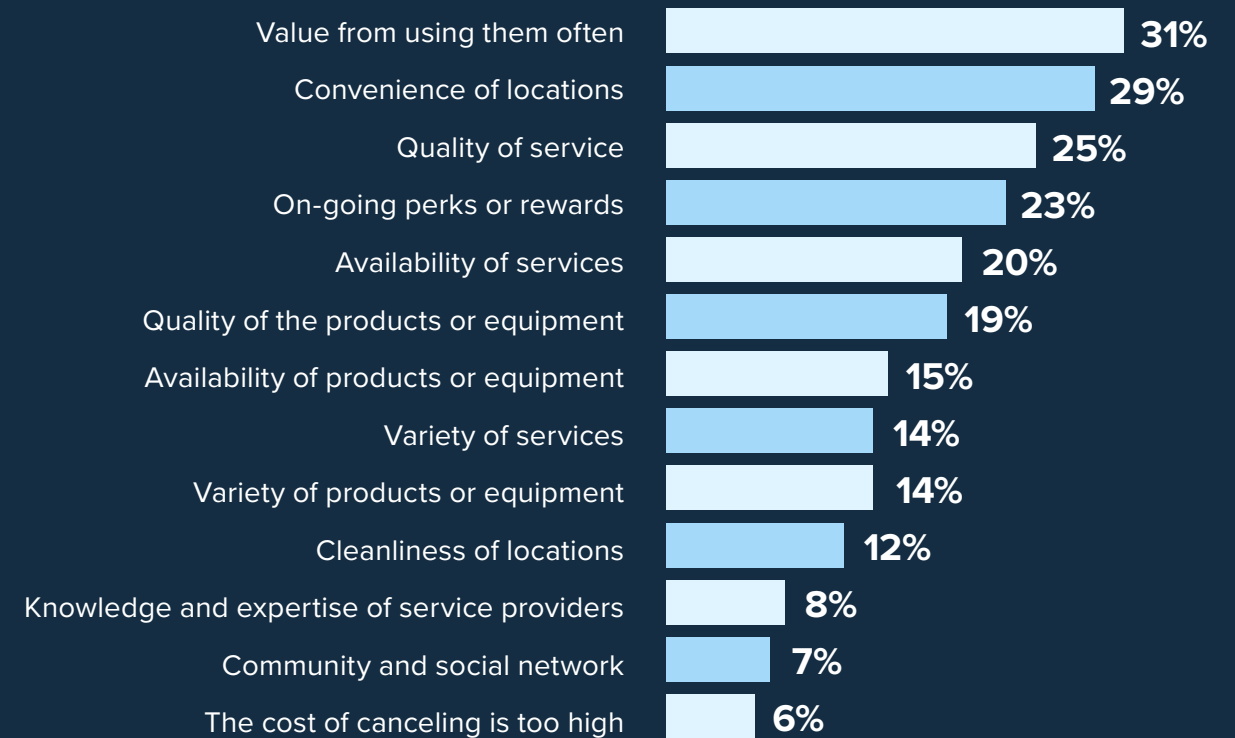 Value from using them often 31%
Convenience of locations 29%
Quality of service 25%
On-going perks or rewards 23%
Availability of services 20%
Quality of the products or equipment 19%
Availability of products or equipment 15%
Variety of services 14%
Variety of products or equipment 14%
Cleanliness of locations 12%
Knowledge and expertise of service providers 8%
Community and social network 7%
The cost of canceling is too high 6%